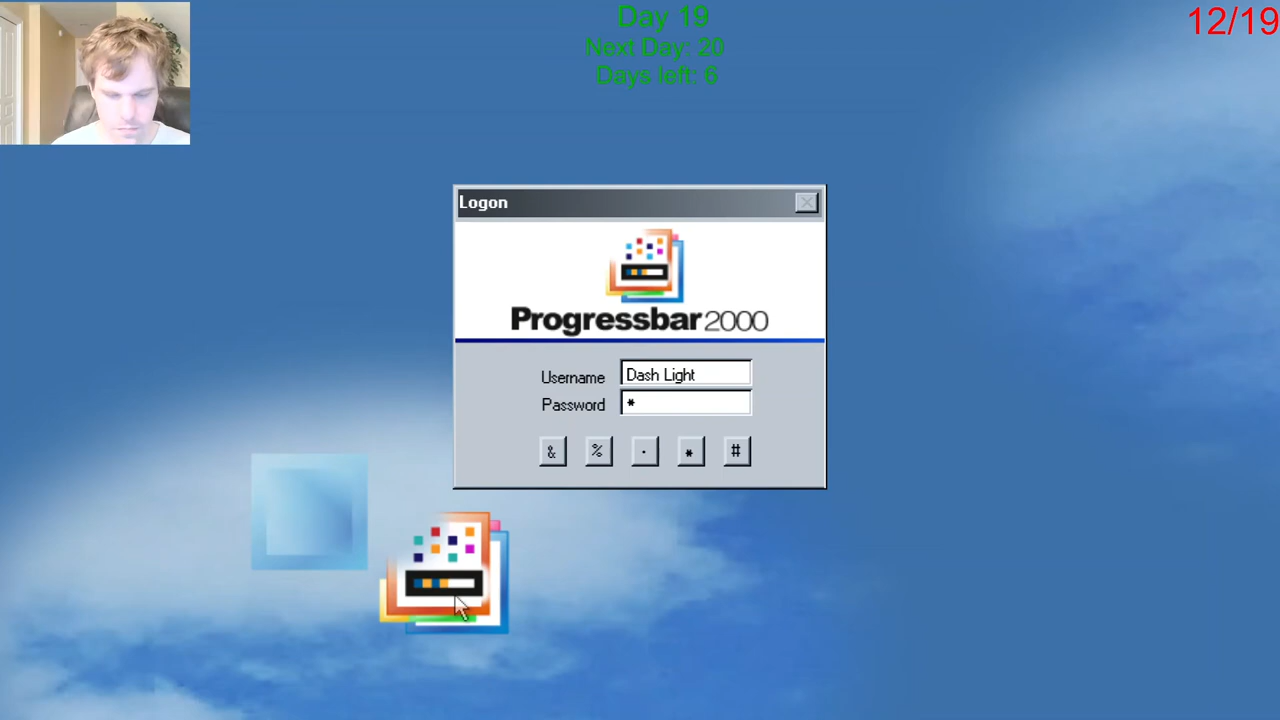 Day 19
Next Day: 20
Days left: 6
12/19
Logon
Progressbar2000
Username Dash Light
Password *
& % . * #